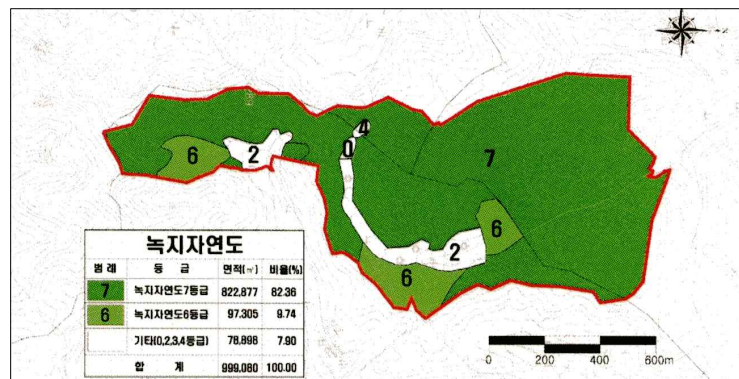 4
0
7
6
2
6
2
6
녹지자연도
범례 등 급 면적(㎡) 비율(%)
7 녹지자연도7등급 822,877 82.36
6 녹지자연도6등급 97,305 9.74
기타(0,2,3,4등급) 78,898 7.90
합 계 999,080 100.00
0 200 400 600m